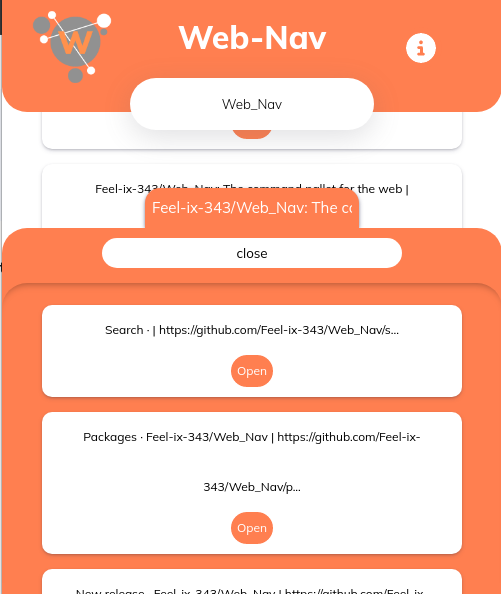 W
Web-Nav
i
Web_Nav
Feel-ix-343/Web_Nav: The command pallet for the web |
Feel-ix-343/Web_Nav: The co
close
Search · | https://github.com/Feel-ix-343/Web_Nav/s...
Open
Packages · Feel-ix-343/Web_Nav | https://github.com/Feel-ix-
343/Web_Nav/p...
Open
New release · Feel-ix-343/Web_Nav | https://github.com/Feel-ix-